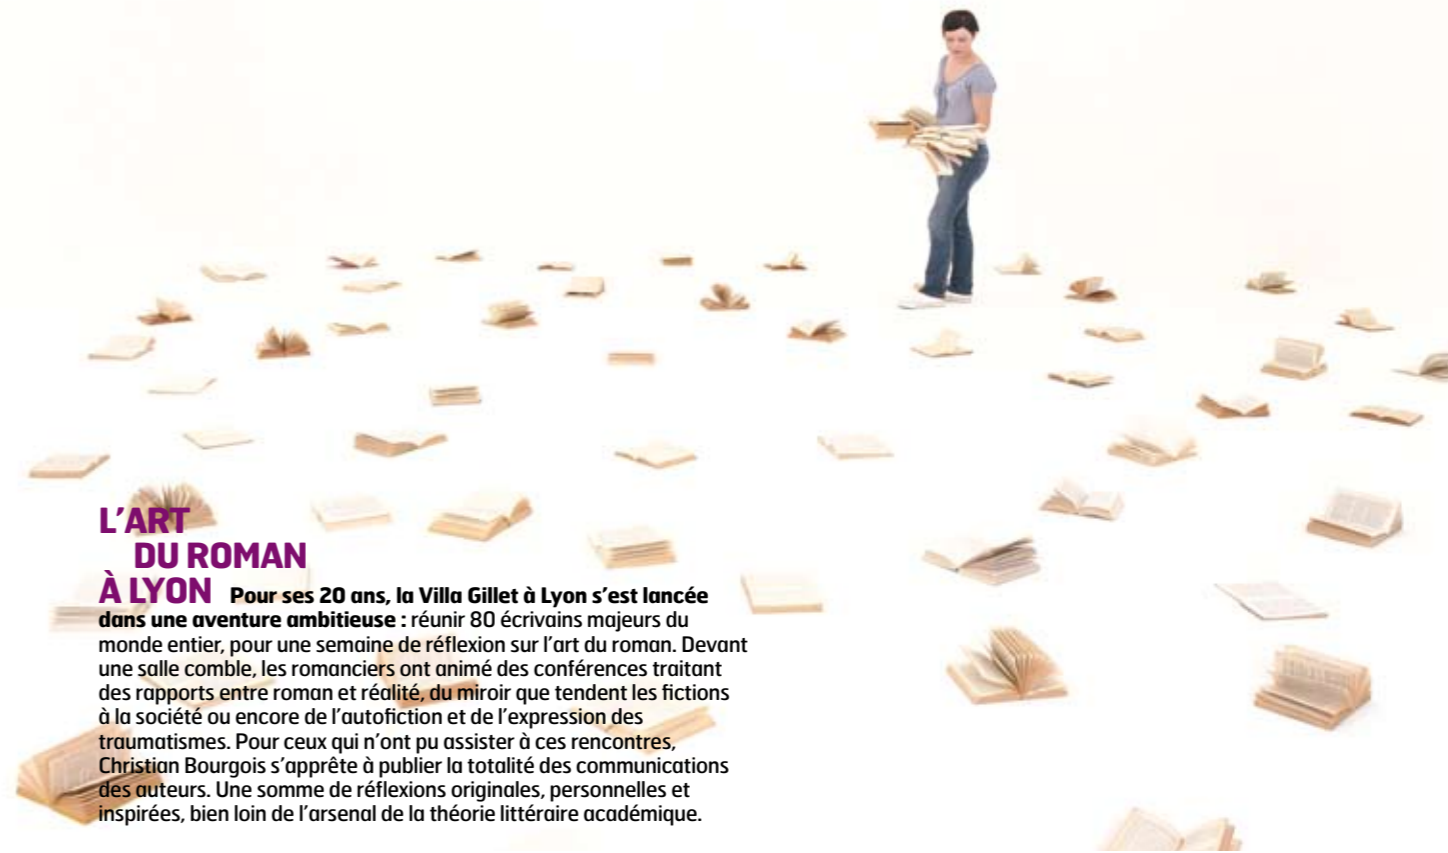 L’ART
DU ROMAN
À LYON Pour ses 20 ans, la Villa Gillet à Lyon s’est lancée
dans une aventure ambitieuse : réunir 80 écrivains majeurs du
monde entier, pour une semaine de réflexion sur l’art du roman. Devant
une salle comble, les romanciers ont animé des conférences traitant
des rapports entre roman et réalité, du miroir que tendent les fictions
à la société ou encore de l’autofiction et de l’expression des
traumatismes. Pour ceux qui n’ont pu assister à ces rencontres,
Christian Bourgois s’apprête à publier la totalité des communications
des auteurs. Une somme de réflexions originales, personnelles et
inspirées, bien loin de l’arsenal de la théorie littéraire académique.